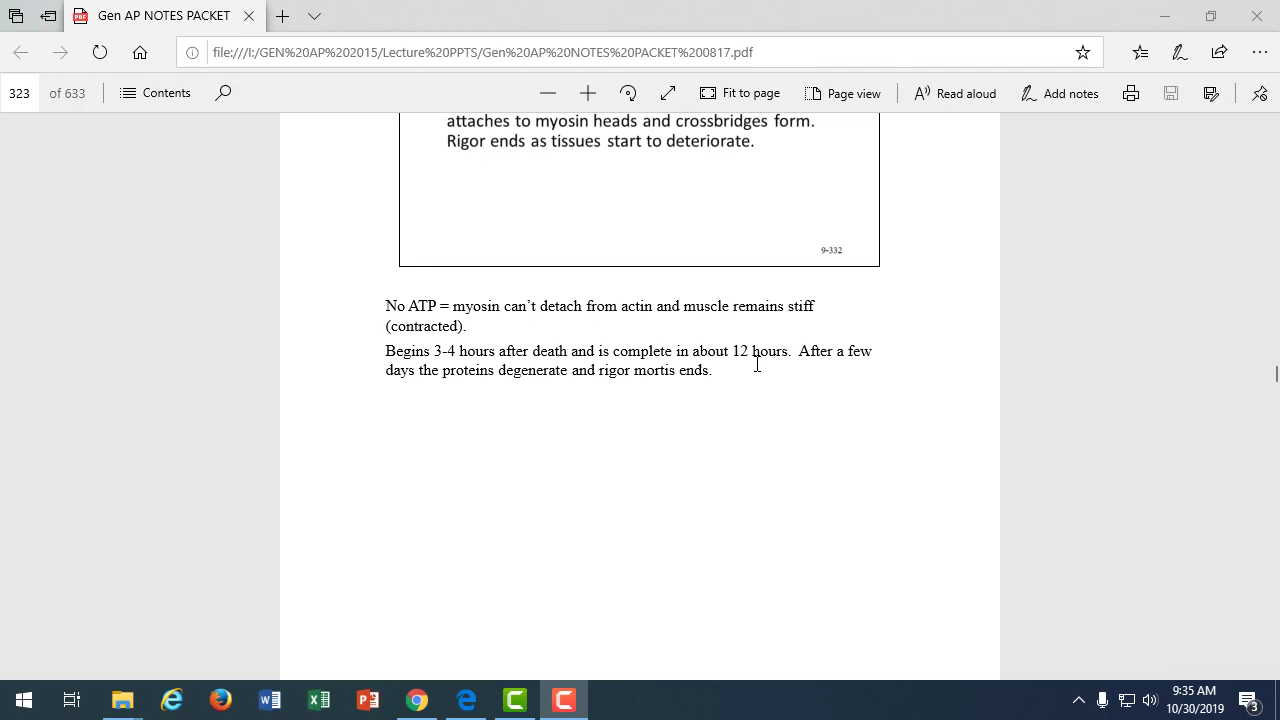 Gen AP NOTES PACKET
file:///I:/GEN%20AP%202015/Lecture%20PPTS/Gen%20AP%20NOTES%20PACKET%200817.pdf
323 of 633 Contents Fit to page Page view Read aloud Add notes
attaches to myosin heads and crossbridges form.
Rigor ends as tissues start to deteriorate.
9-332
No ATP = myosin can’t detach from actin and muscle remains stiff
(contracted).
Begins 3-4 hours after death and is complete in about 12 hours.  After a few
days the proteins degenerate and rigor mortis ends.
9:35 AM
10/30/2019
3